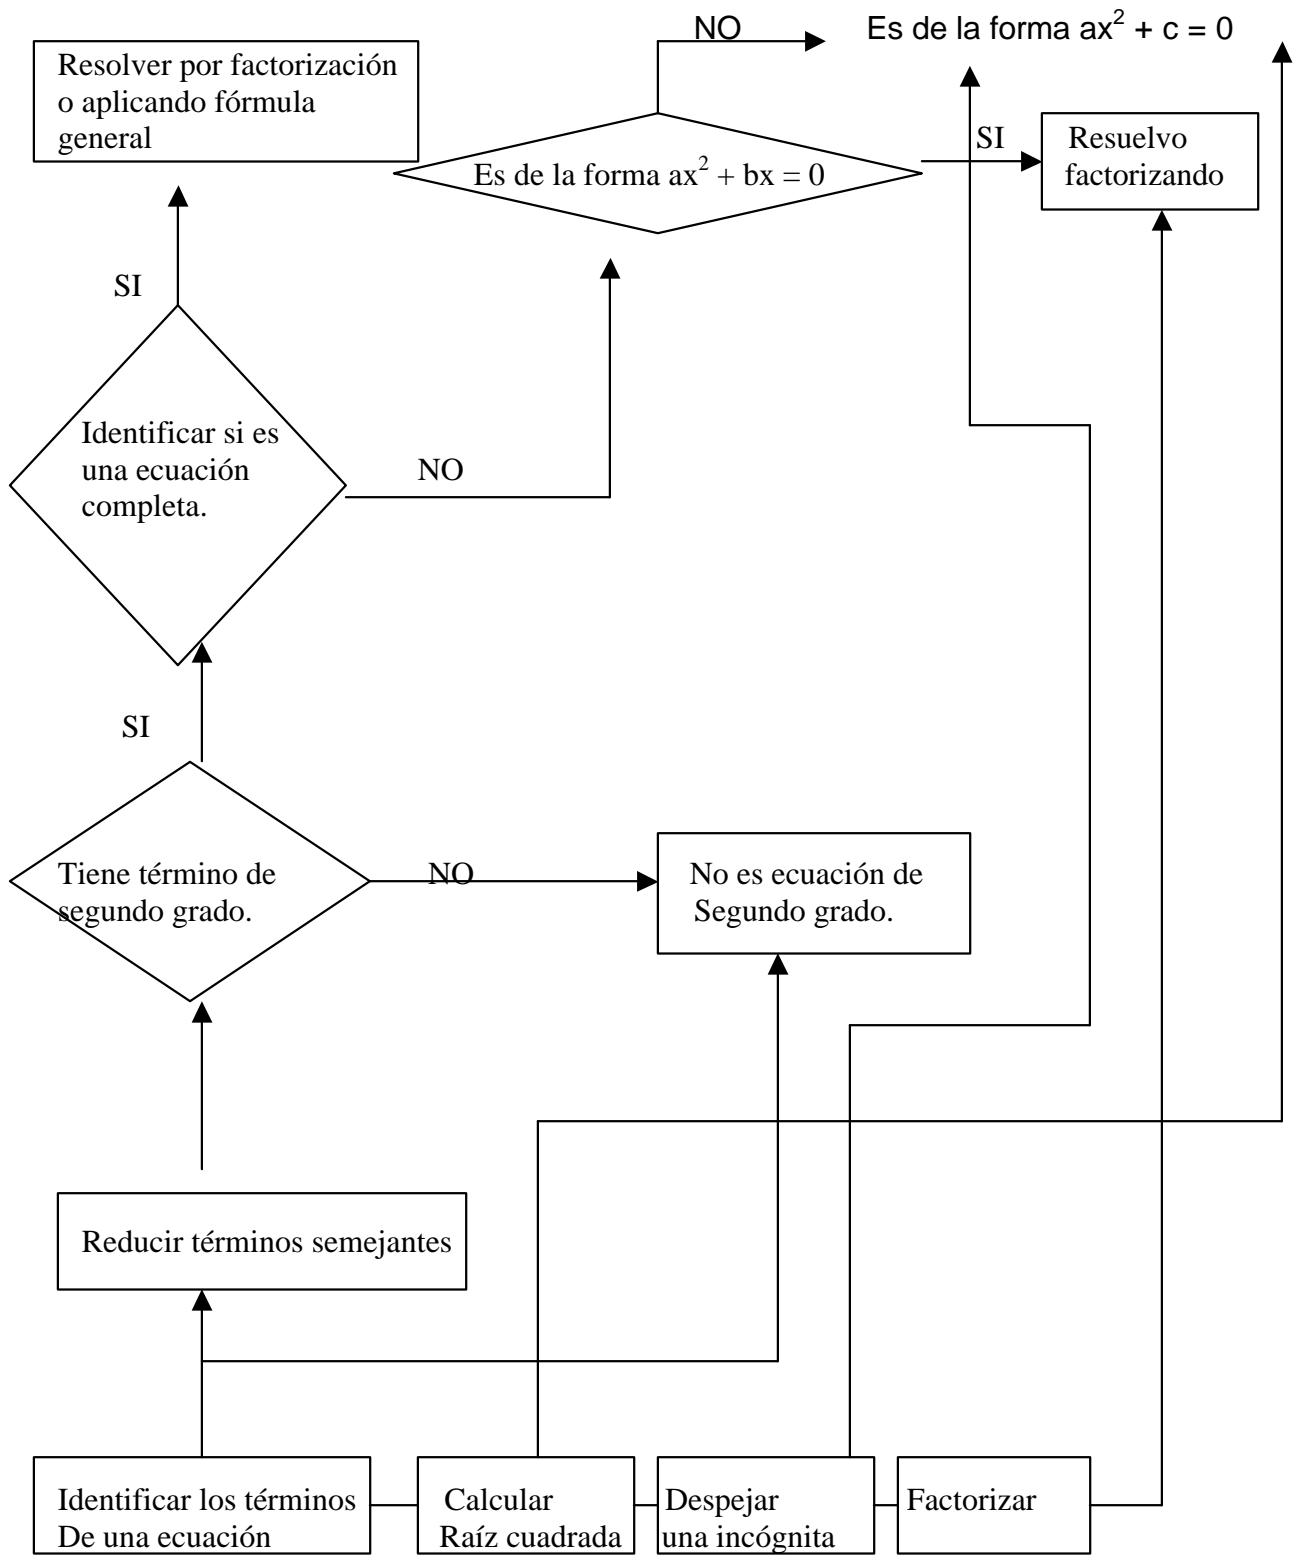 NO
Es de la forma ax² + c = 0
Resolver por factorización
o aplicando fórmula
general
Es de la forma ax² + bx = 0
SI
Resuelvo
factorizando
SI
Identificar si es
una ecuación
completa.
NO
SI
Tiene término de
segundo grado.
NO
No es ecuación de
Segundo grado.
Reducir términos semejantes
Identificar los términos
De una ecuación
Calcular
Raíz cuadrada
Despejar
una incógnita
Factorizar